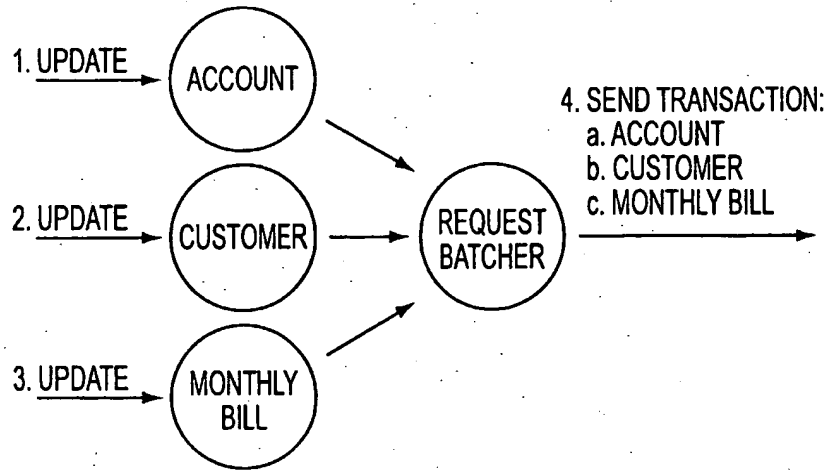 1. UPDATE
ACCOUNT
2. UPDATE
CUSTOMER
3. UPDATE
MONTHLY
BILL
REQUEST
BATCHER
4. SEND TRANSACTION:
a. ACCOUNT
b. CUSTOMER
c. MONTHLY BILL